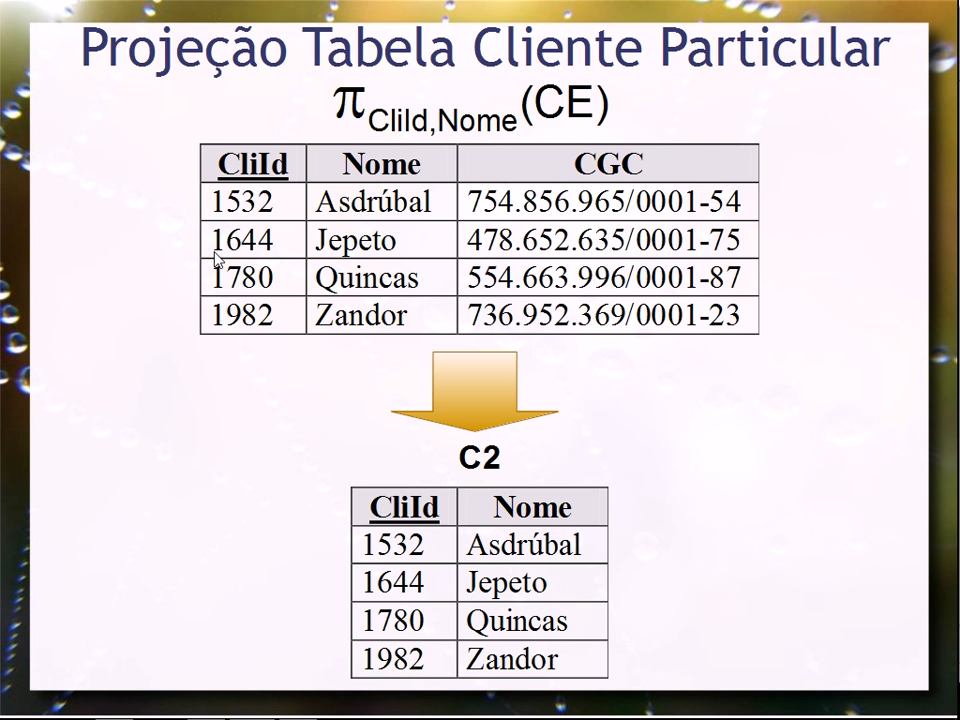 Projeção Tabela Cliente Particular
π CliId,Nome (CE)
CliId Nome CGC
1532 Asdrúbal 754.856.965/0001-54
1644 Jepeto 478.652.635/0001-75
1780 Quincas 554.663.996/0001-87
1982 Zandor 736.952.369/0001-23
C2
CliId Nome
1532 Asdrúbal
1644 Jepeto
1780 Quincas
1982 Zandor